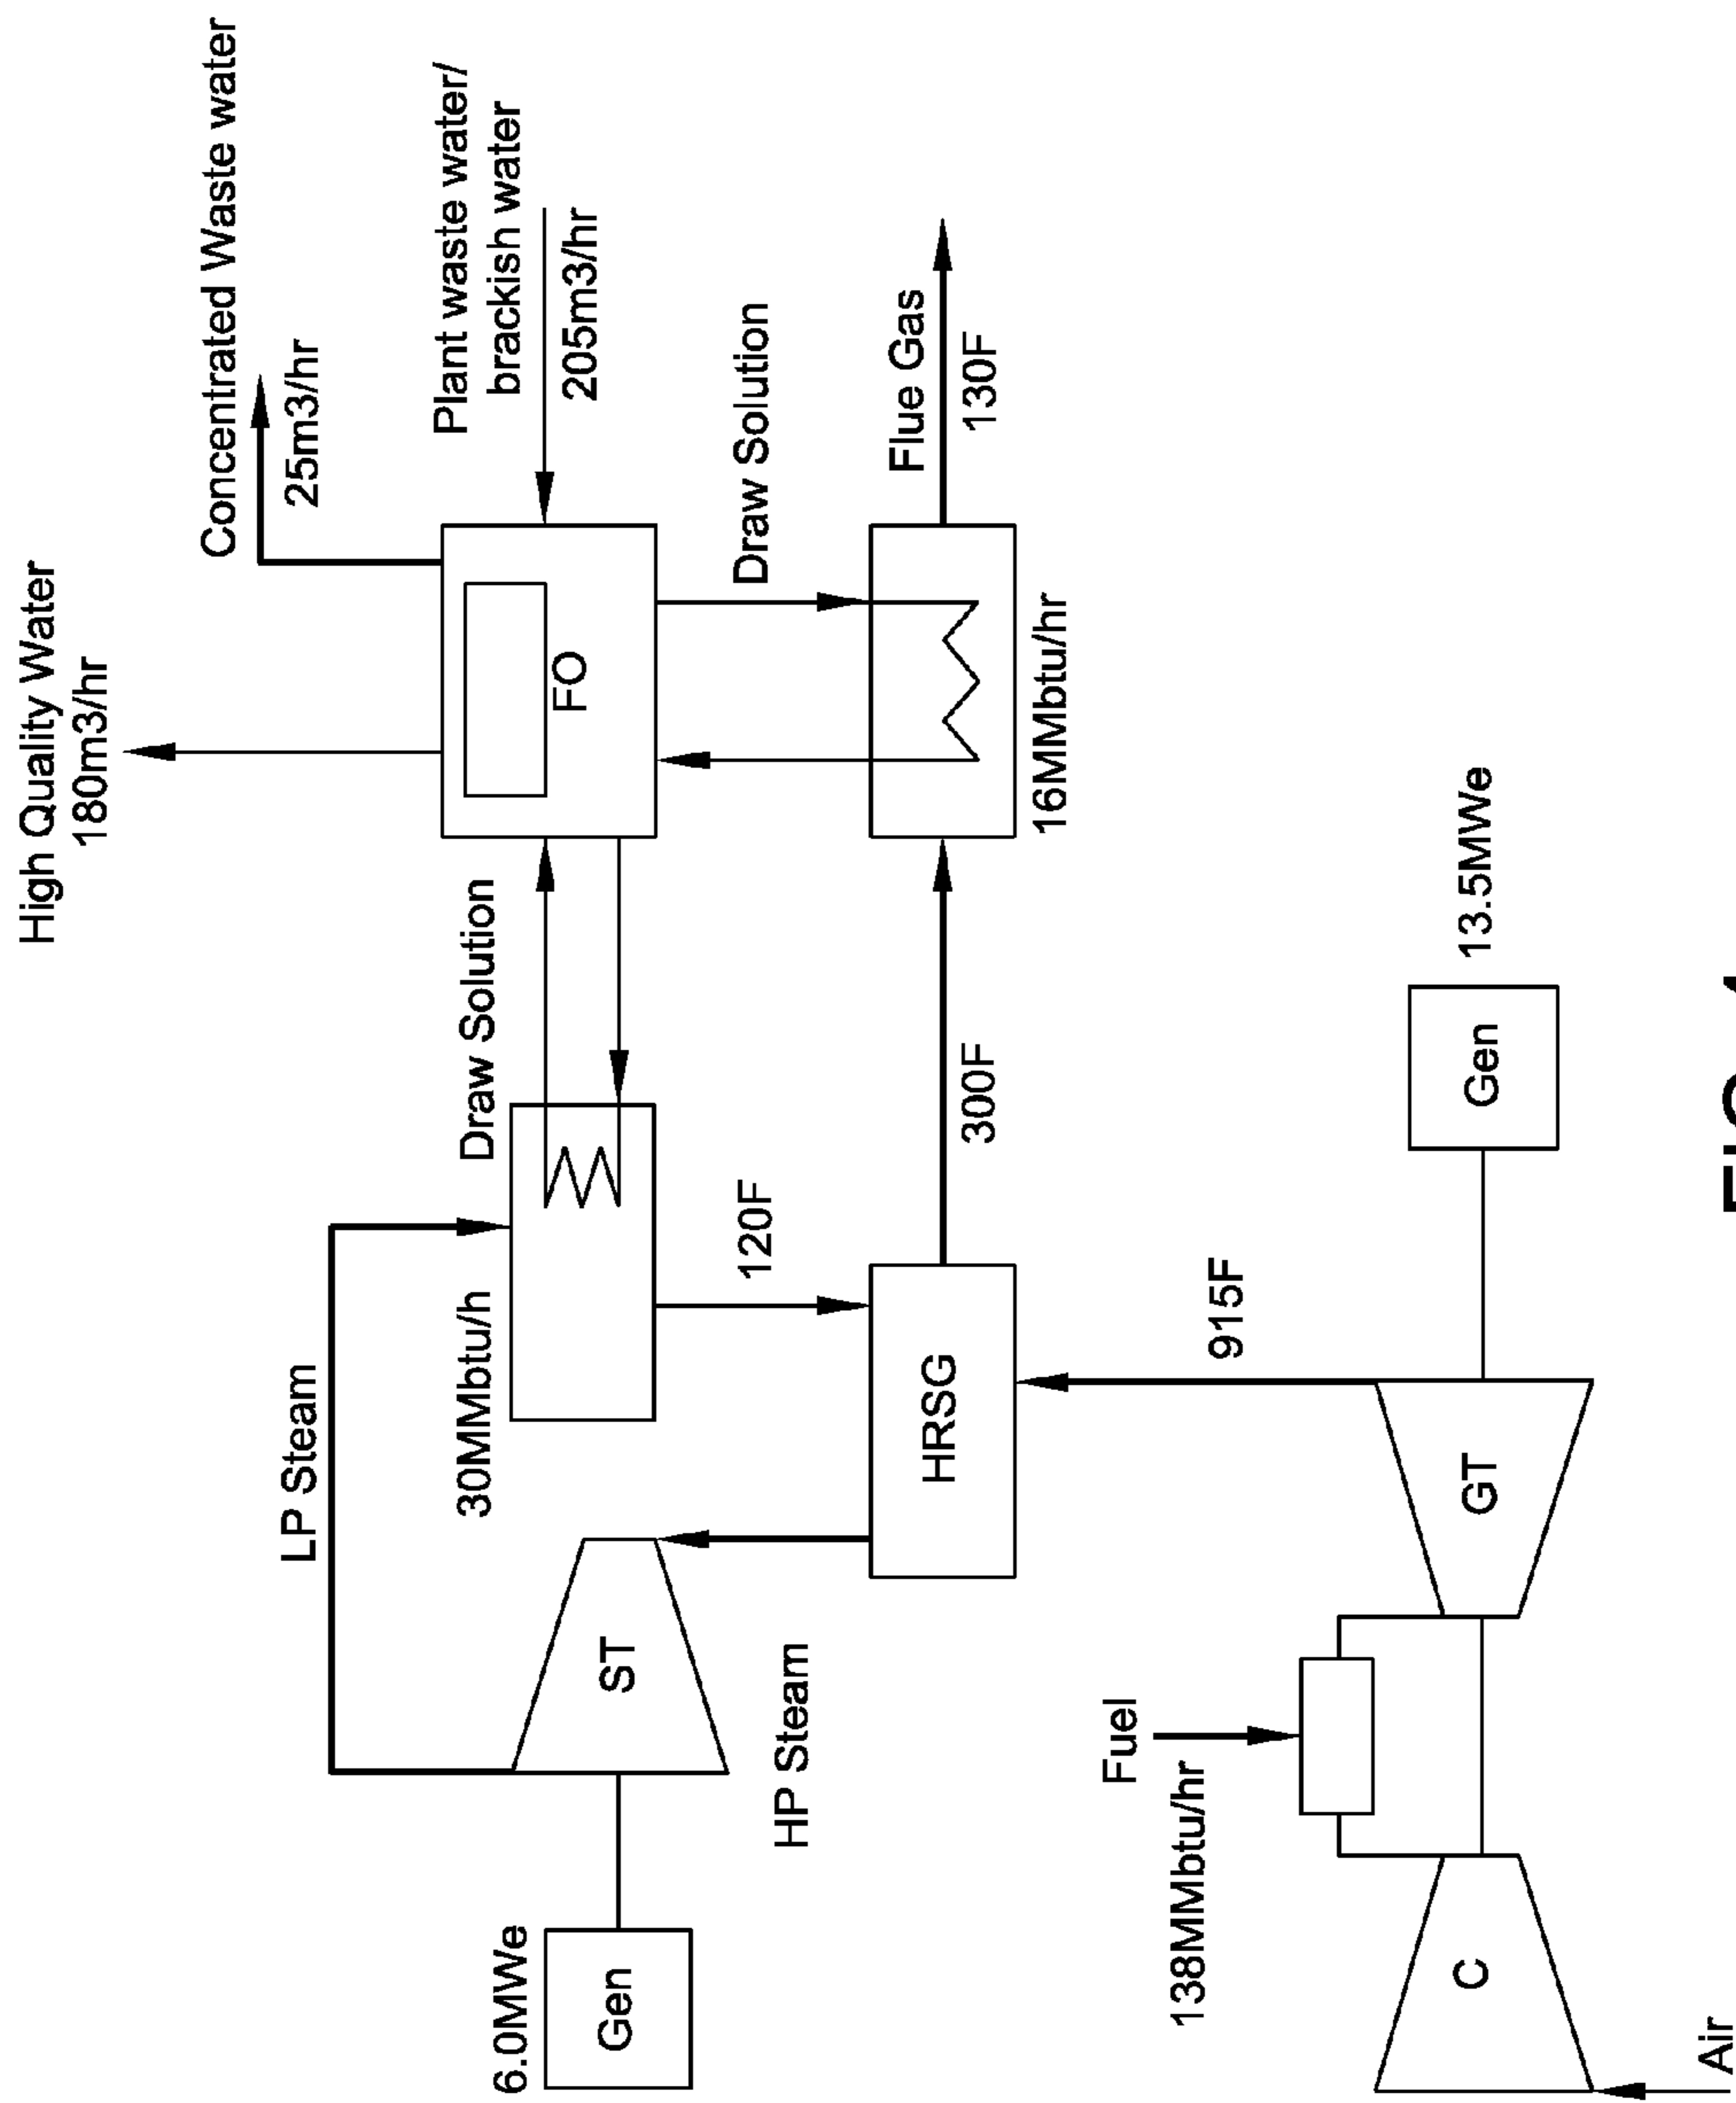 High Quality Water
180m3/hr
Concentrated Waste water
25m3/hr
Plant waste water/
brackish water
205m3/hr
FO
Draw Solution
Draw Solution
Flue Gas
130F
16MMbtu/hr
LP Steam
30MMbtu/h
120F
300F
6.0MWe
Gen
ST
HP Steam
HRSG
915F
Fuel
138MMbtu/hr
C
GT
Gen
13.5MWe
Air